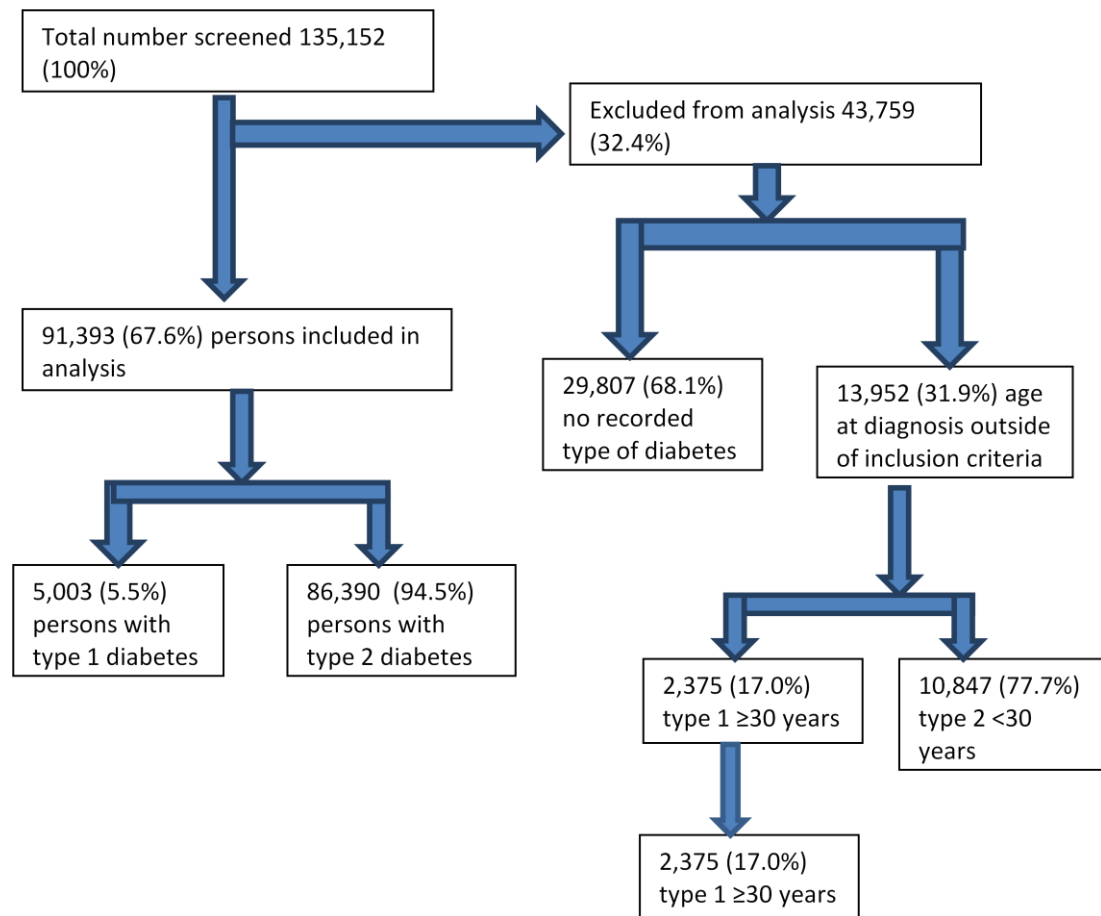 Total number screened 135,152
(100%)
Excluded from analysis 43,759
(32.4%)
91,393 (67.6%) persons included in
analysis
29,807 (68.1%)
no recorded
type of diabetes
13,952 (31.9%) age
at diagnosis outside
of inclusion criteria
5,003 (5.5%)
persons with
type 1 diabetes
86,390 (94.5%)
persons with
type 2 diabetes
2,375 (17.0%)
type 1 ≥30 years
10,847 (77.7%)
type 2 <30
years
2,375 (17.0%)
type 1 ≥30 years